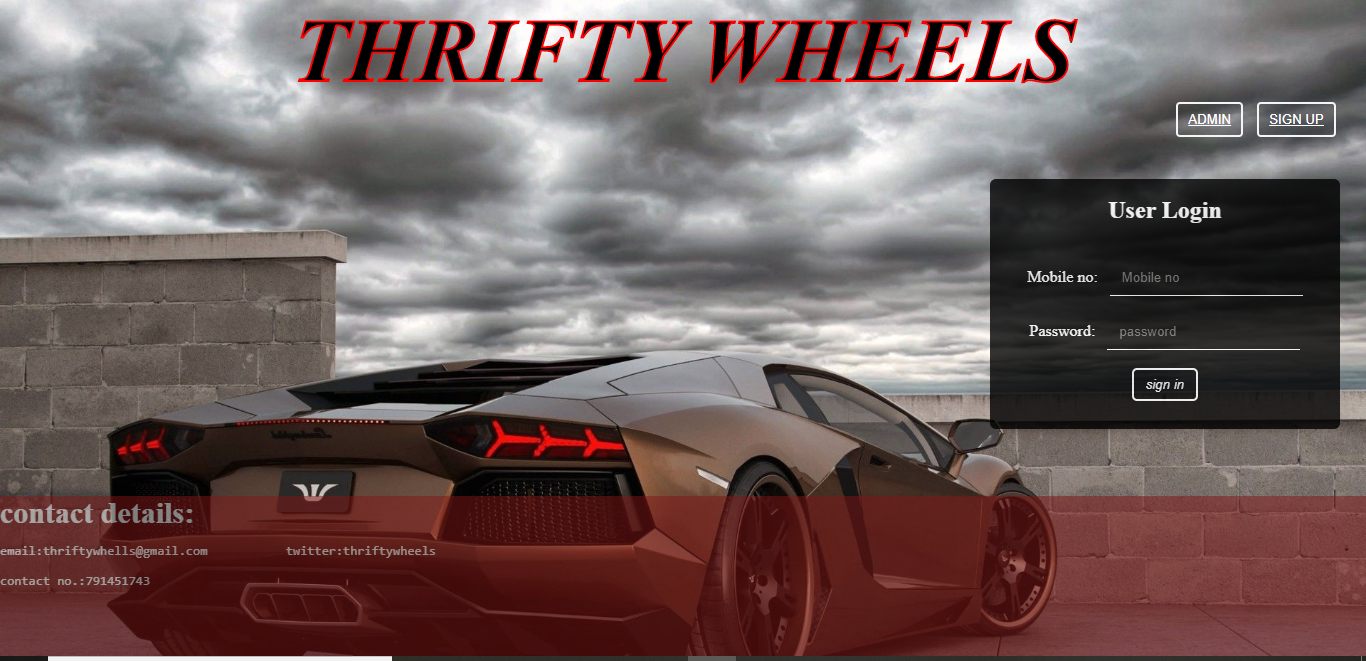 THRIFTY WHEELS
ADMIN SIGN UP
User Login
Mobile no: Mobile no
Password: password
sign in
Lamborghini
contact details:
email:thriftywhells@gmail.com twitter:thriftywheels
contact no.:791451743